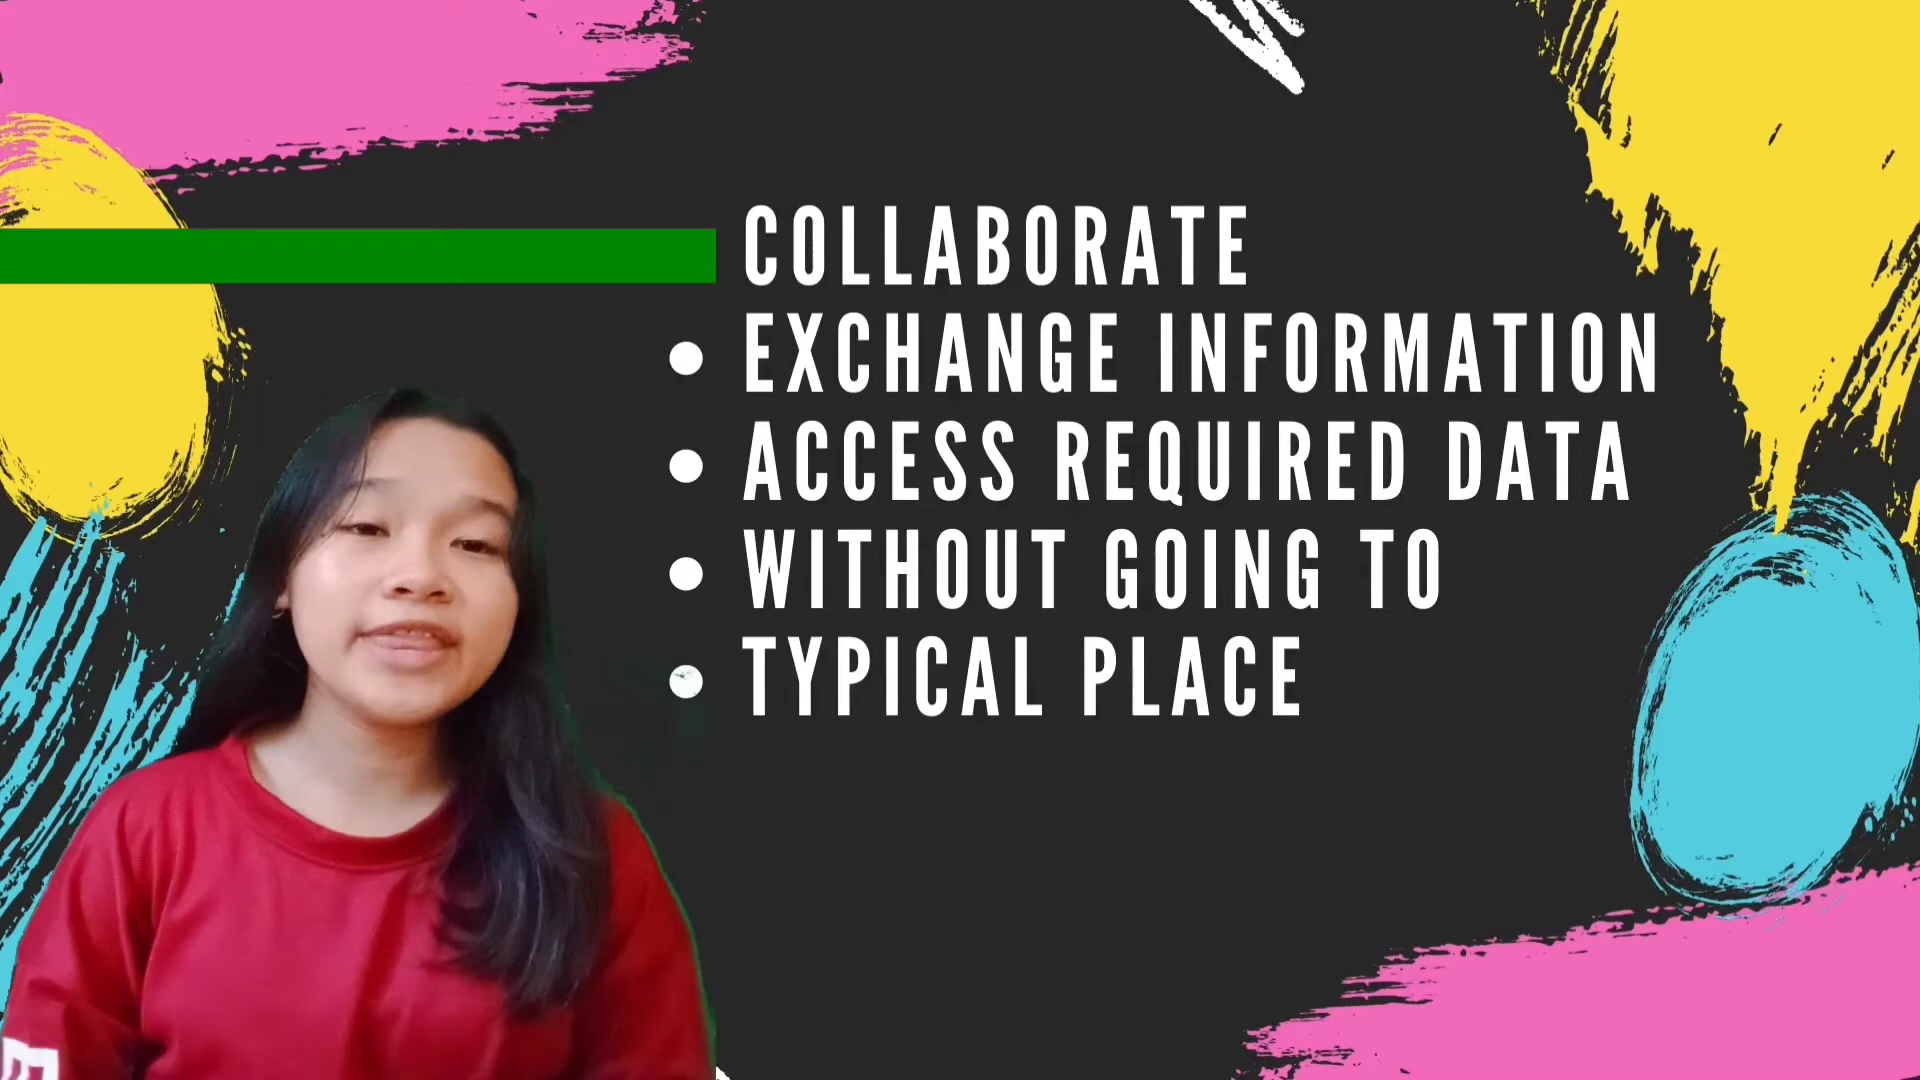 COLLABORATE
• EXCHANGE INFORMATION
• ACCESS REQUIRED DATA
• WITHOUT GOING TO
• TYPICAL PLACE